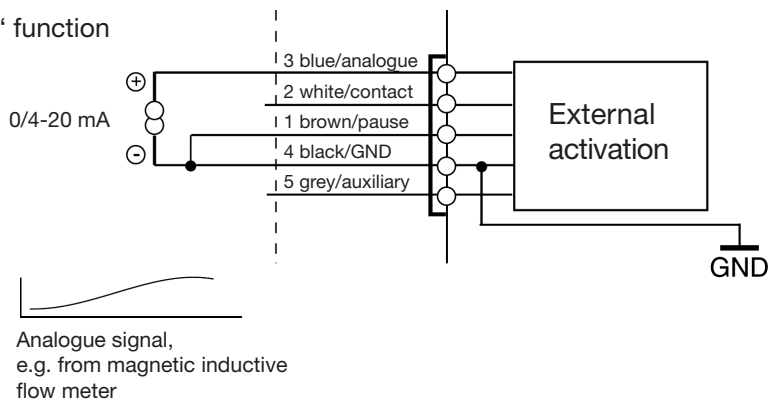 ‘ function
3 blue/analogue
+
2 white/contact
0/4-20 mA
1 brown/pause
External
activation
-
4 black/GND
5 grey/auxiliary
GND
Analogue signal,
e.g. from magnetic inductive
flow meter